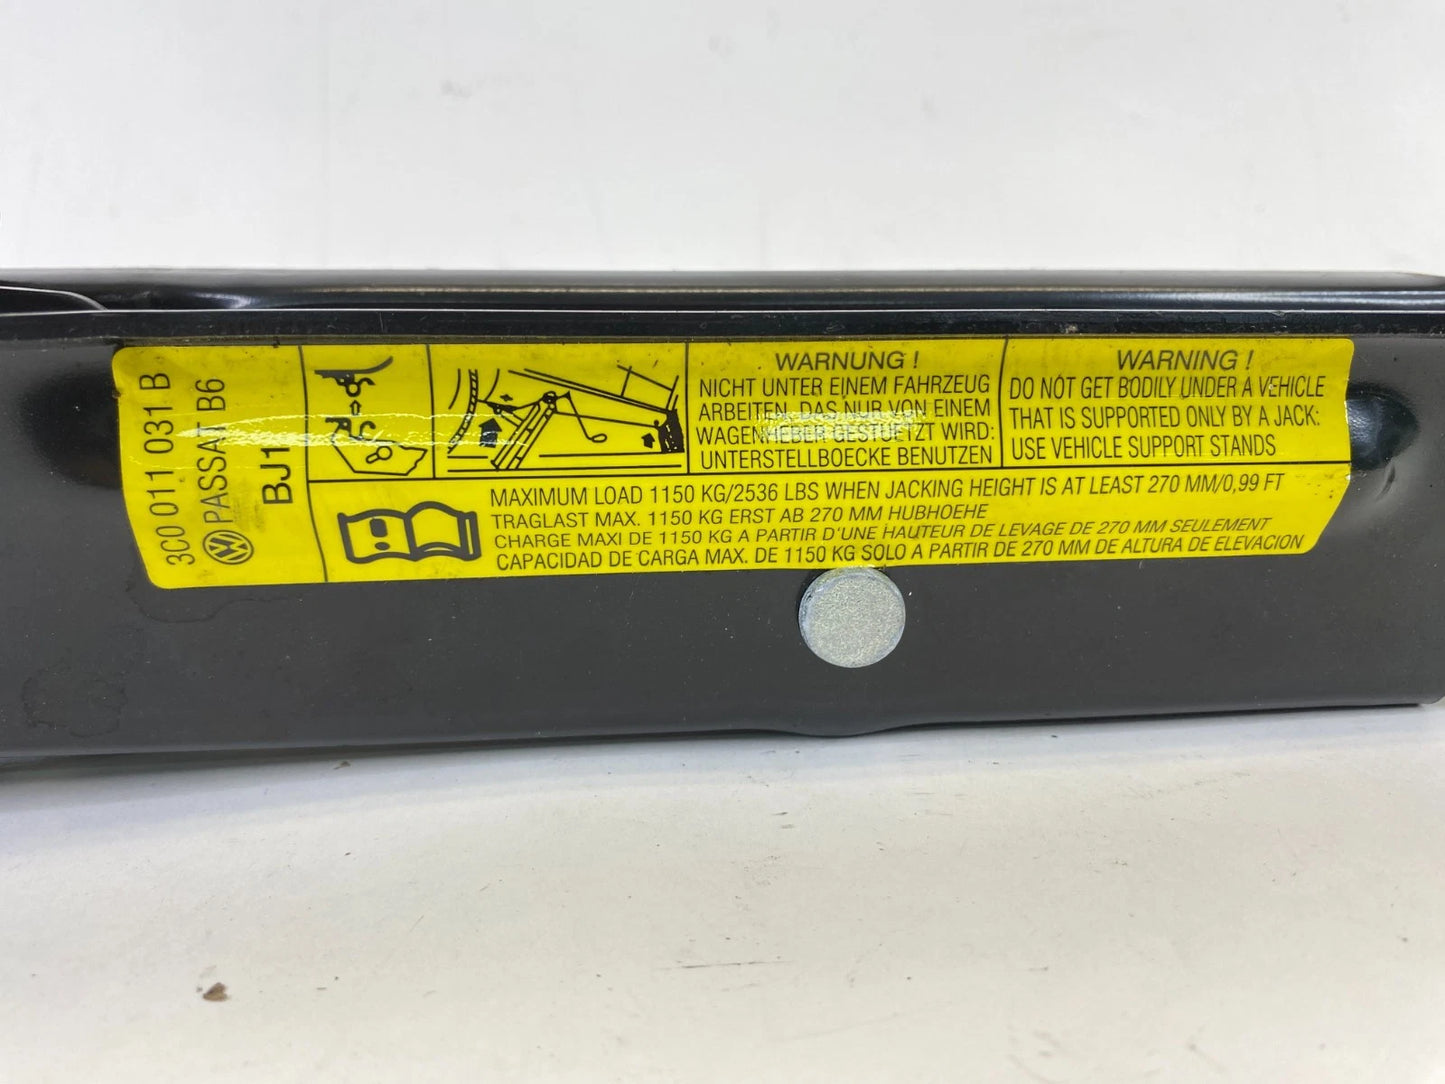 3C0 011 031 B
PASSAT B6
BJ1
WARNUNG !
NICHT UNTER EINEM FAHRZEUG
ARBEITEN, DAS NUR VON EINEM
WAGENHEBER GESTUETZT WIRD:
UNTERSTELLBOECKE BENUTZEN
WARNING !
DO NOT GET BODILY UNDER A VEHICLE
THAT IS SUPPORTED ONLY BY A JACK:
USE VEHICLE SUPPORT STANDS
MAXIMUM LOAD 1150 KG/2536 LBS WHEN JACKING HEIGHT IS AT LEAST 270 MM/0,99 FT
TRAGLAST MAX. 1150 KG ERST AB 270 MM HUBHOEHE
CHARGE MAXI DE 1150 KG A PARTIR D'UNE HAUTEUR DE LEVAGE DE 270 MM SEULEMENT
CAPACIDAD DE CARGA MAX. DE 1150 KG SOLO A PARTIR DE 270 MM DE ALTURA DE ELEVACION